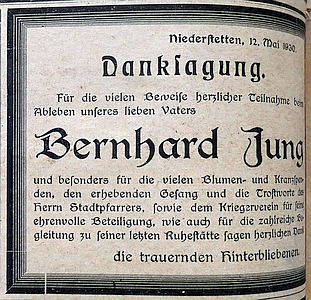 Niederstetten, 12. Mai 1930.
Danksagung.
Für die vielen Beweise herzlicher Teilnahme beim
Ableben unseres lieben Vaters
Bernhard Jung
und besonders für die vielen Blumen- und Kranzspen-
den, den erhebenden Gesang und die Trostworte des
Herrn Stadtpfarrers, sowie dem Kriegerverein für seine
ehrenvolle Beteiligung, wie auch für die zahlreiche Be-
gleitung zu seiner letzten Ruhestätte sagen herzlichen Dank
die trauernden Hinterbliebenen.